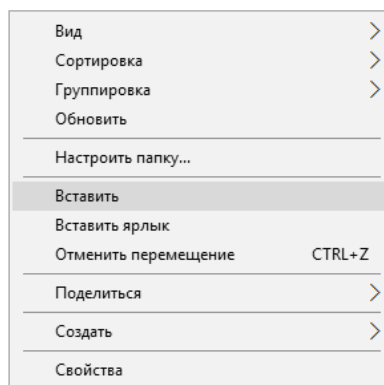 Вид
Сортировка
Группировка
Обновить
Настроить папку...
Вставить
Вставить ярлык
Отменить перемещение CTRL+Z
Поделиться
Создать
Свойства